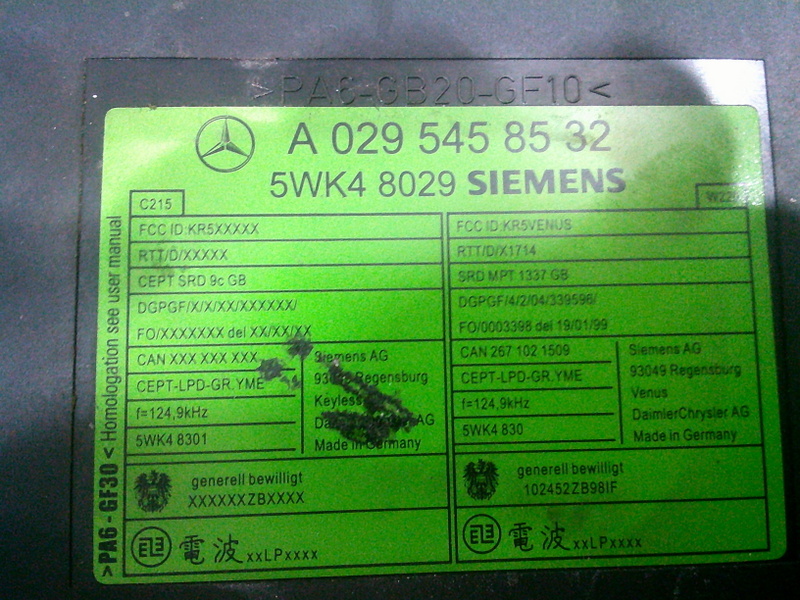 >PA6-GB20-GF10<
A 029 545 85 32
5WK4 8029 SIEMENS
C215
FCC ID:KR5XXXXX
RTT/D/XXXXX
CEPT SRD 9c GB
DGPGF/X/X/XX/XXXXXX/
FO/XXXXXXX del XX/XX/XX
CAN XXX XXX XXX
CEPT-LPD-GR.YME
f=124,9kHz
5WK4 8301
Siemens AG
Regensburg
Keyless
AG
Made in Germany
generell bewilligt
XXXXXXZBXXXX
電波 xxLPxxxx
FCC ID:KR5VENUS
RTT/D/X1714
SRD MPT 1337 GB
DGPGF/4/2/04/339596/
FO/0003398 del 19/01/99
CAN 267 102 1509
CEPT-LPD-GR.YME
f=124,9kHz
5WK4 830
Siemens AG
93049 Regensburg
Venus
DaimlerChrysler AG
Made in Germany
generell bewilligt
102452ZB98IF
電波 xxLPxxxx
>PA6-GF30< Homologation see user manual